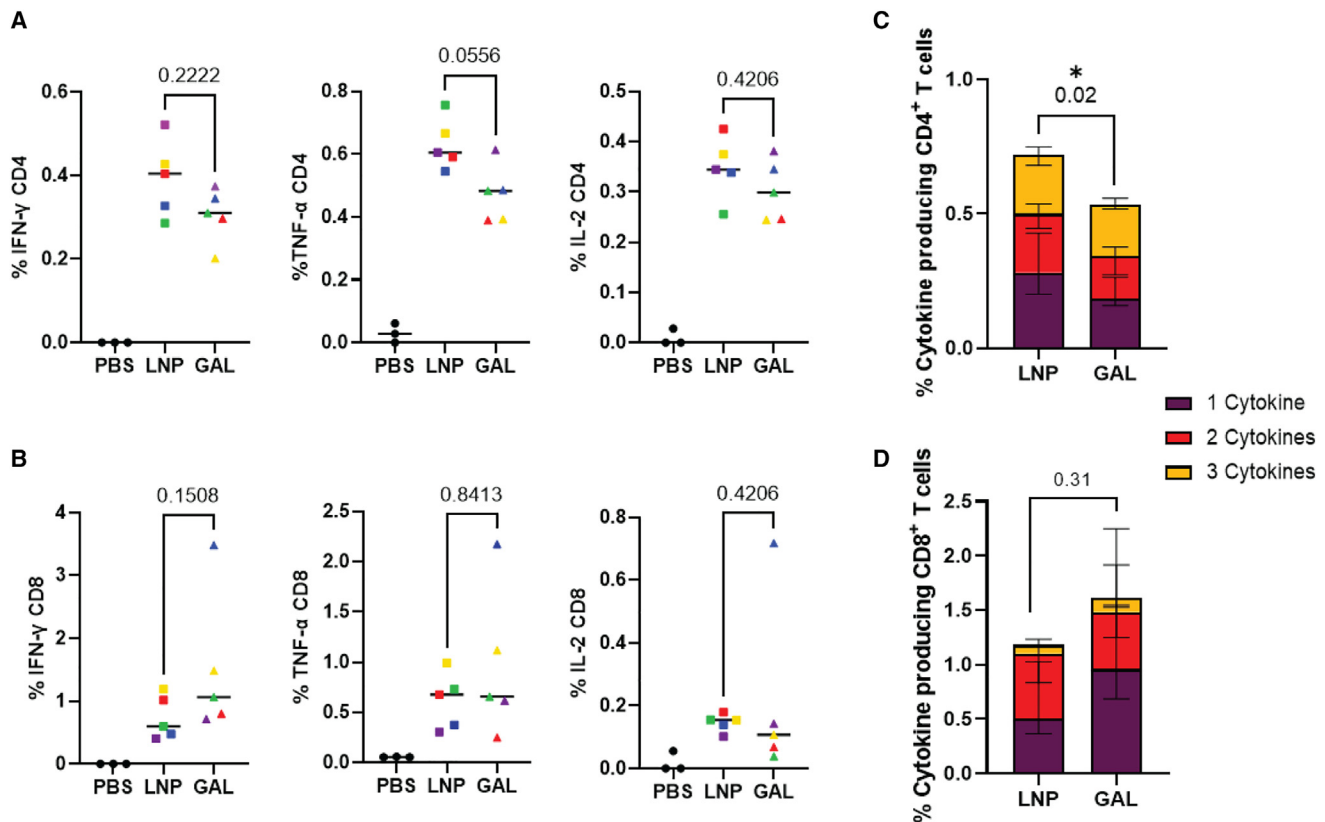 A
% IFN-γ CD4
0.6
0.4
0.2
0.0
0.2222
PBS LNP GAL
%TNF-α CD4
0.8
0.6
0.4
0.2
0.0
0.0556
PBS LNP GAL
% IL-2 CD4
0.5
0.4
0.3
0.2
0.1
0.0
0.4206
PBS LNP GAL
C
% Cytokine producing CD4+ T cells
1.0
0.5
0.0
*
0.02
LNP GAL
1 Cytokine
2 Cytokines
3 Cytokines
B
% IFN-γ CD8
4
3
2
1
0
0.1508
PBS LNP GAL
% TNF-α CD8
2.5
2.0
1.5
1.0
0.5
0.0
0.8413
PBS LNP GAL
% IL-2 CD8
0.8
0.6
0.4
0.2
0.0
0.4206
PBS LNP GAL
D
% Cytokine producing CD8+ T cells
2.5
2.0
1.5
1.0
0.5
0.0
0.31
LNP GAL